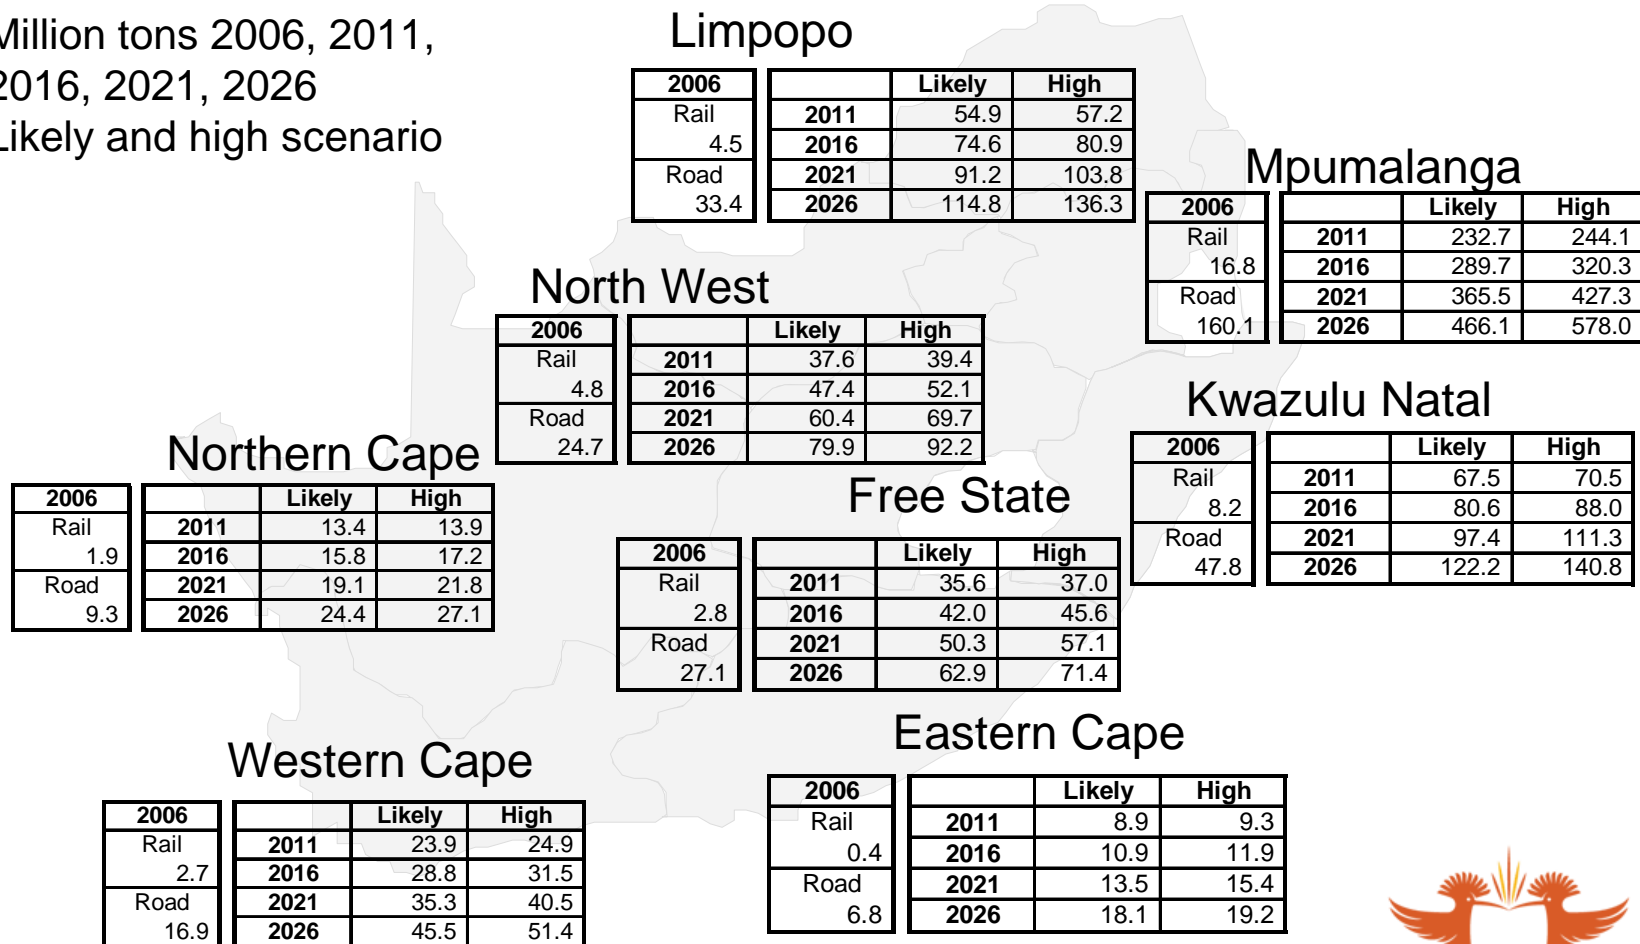 Million tons 2006, 2011,
2016, 2021, 2026
Likely and high scenario
Limpopo
2006 Likely High
Rail 2011 54.9 57.2
4.5 2016 74.6 80.9
Road 2021 91.2 103.8
33.4 2026 114.8 136.3
Mpumalanga
2006 Likely High
Rail 2011 232.7 244.1
16.8 2016 289.7 320.3
Road 2021 365.5 427.3
160.1 2026 466.1 578.0
North West
2006 Likely High
Rail 2011 37.6 39.4
4.8 2016 47.4 52.1
Road 2021 60.4 69.7
24.7 2026 79.9 92.2
Kwazulu Natal
2006 Likely High
Rail 2011 67.5 70.5
8.2 2016 80.6 88.0
Road 2021 97.4 111.3
47.8 2026 122.2 140.8
Northern Cape
2006 Likely High
Rail 2011 13.4 13.9
1.9 2016 15.8 17.2
Road 2021 19.1 21.8
9.3 2026 24.4 27.1
Free State
2006 Likely High
Rail 2011 35.6 37.0
2.8 2016 42.0 45.6
Road 2021 50.3 57.1
27.1 2026 62.9 71.4
Western Cape
2006 Likely High
Rail 2011 23.9 24.9
2.7 2016 28.8 31.5
Road 2021 35.3 40.5
16.9 2026 45.5 51.4
Eastern Cape
2006 Likely High
Rail 2011 8.9 9.3
0.4 2016 10.9 11.9
Road 2021 13.5 15.4
6.8 2026 18.1 19.2